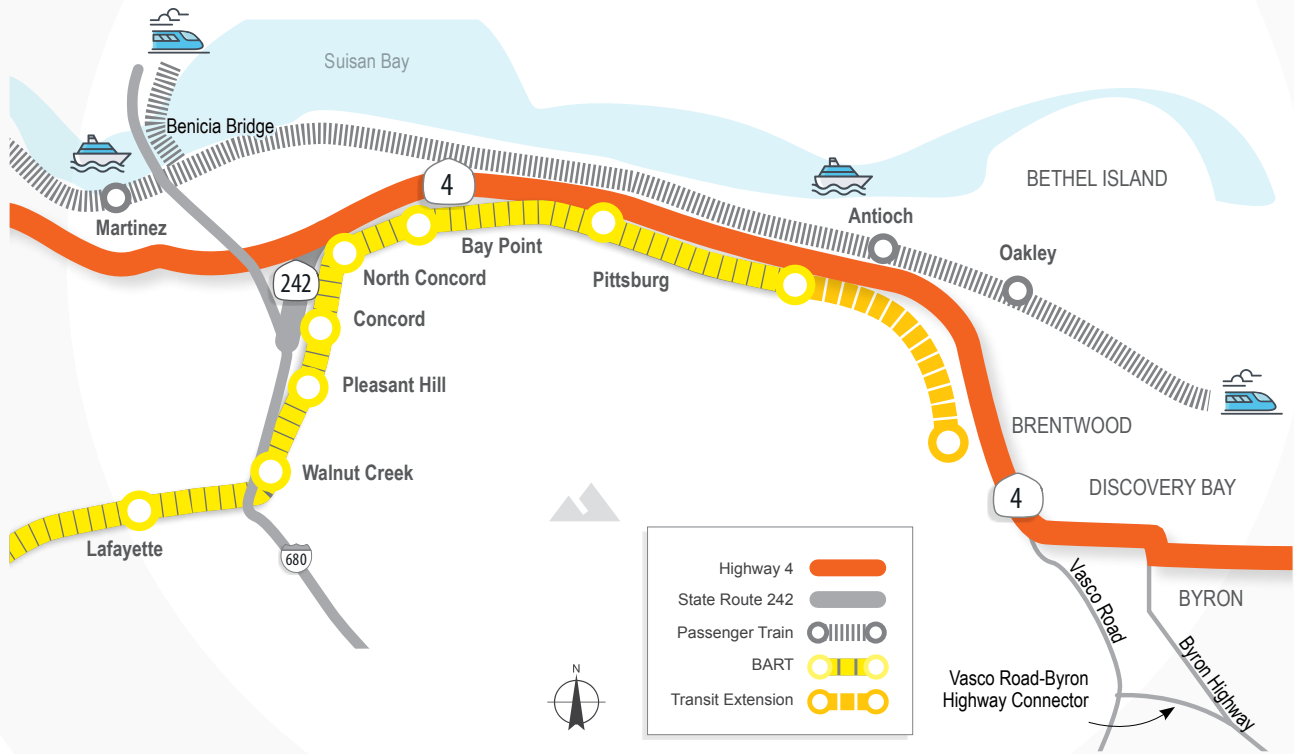 Suisan Bay
Benicia Bridge
4
BETHEL ISLAND
Martinez
Antioch
Bay Point
Oakley
North Concord
Pittsburg
242
Concord
Pleasant Hill
BRENTWOOD
Walnut Creek
DISCOVERY BAY
4
Lafayette
680
Highway 4
State Route 242
Passenger Train
BART
Transit Extension
N
Vasco Road
BYRON
Byron Highway
Vasco Road-Byron
Highway Connector